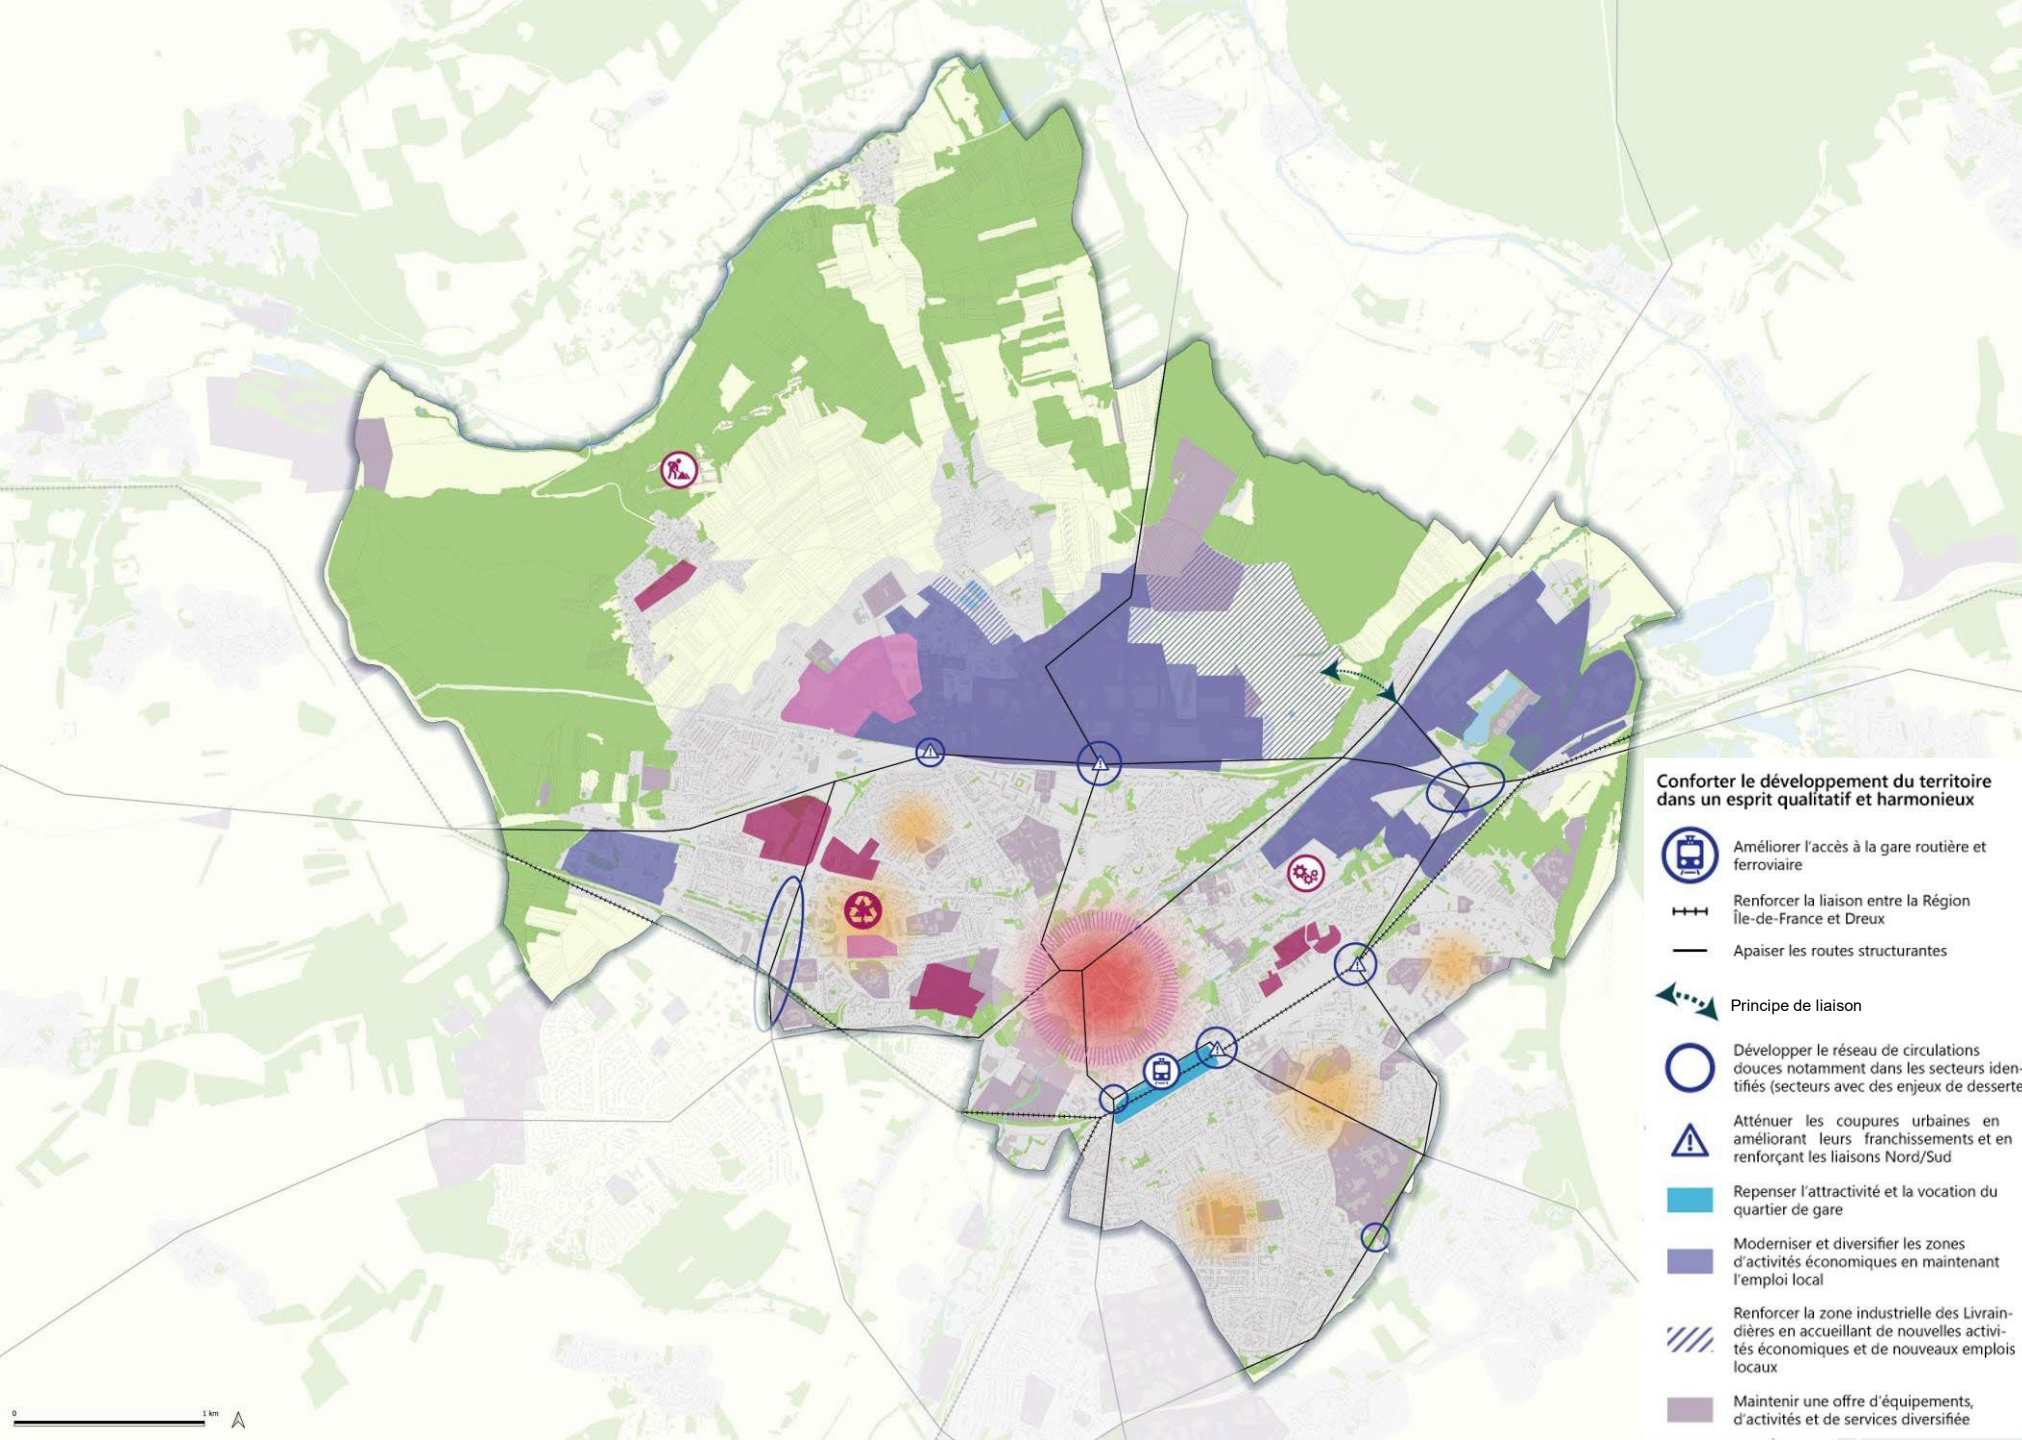 Conforter le développement du territoire
dans un esprit qualitatif et harmonieux
Améliorer l'accès à la gare routière et
ferroviaire
Renforcer la liaison entre la Région
Île-de-France et Dreux
Apaiser les routes structurantes
Principe de liaison
Développer le réseau de circulations
douces notamment dans les secteurs iden-
tifiés (secteurs avec des enjeux de desserte
Atténuer les coupures urbaines en
améliorant leurs franchissements et en
renforçant les liaisons Nord/Sud
Repenser l'attractivité et la vocation du
quartier de gare
Moderniser et diversifier les zones
d'activités économiques en maintenant
l'emploi local
Renforcer la zone industrielle des Livrain-
dières en accueillant de nouvelles activi-
tés économiques et de nouveaux emplois
locaux
Maintenir une offre d'équipements,
d'activités et de services diversifiée
0 1 km